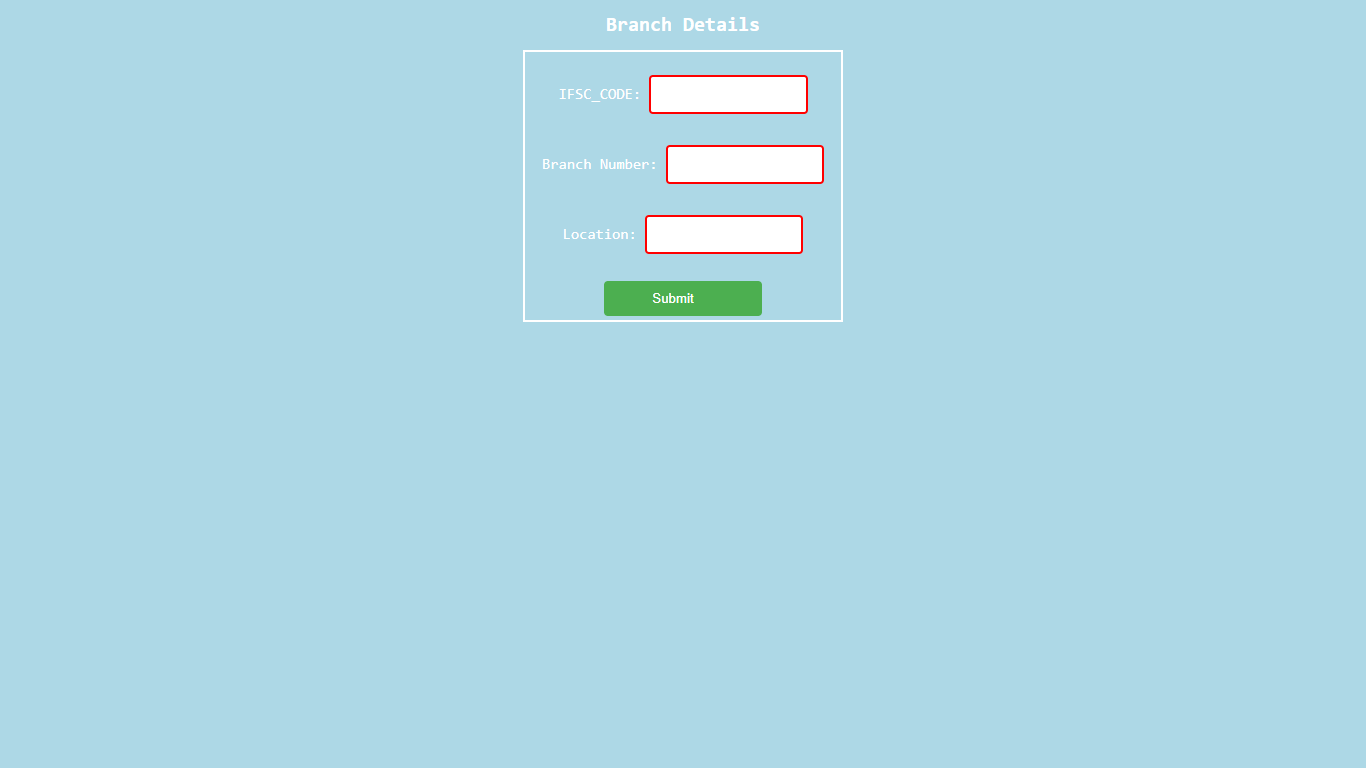 Branch Details
IFSC_CODE:
Branch Number:
Location:
Submit